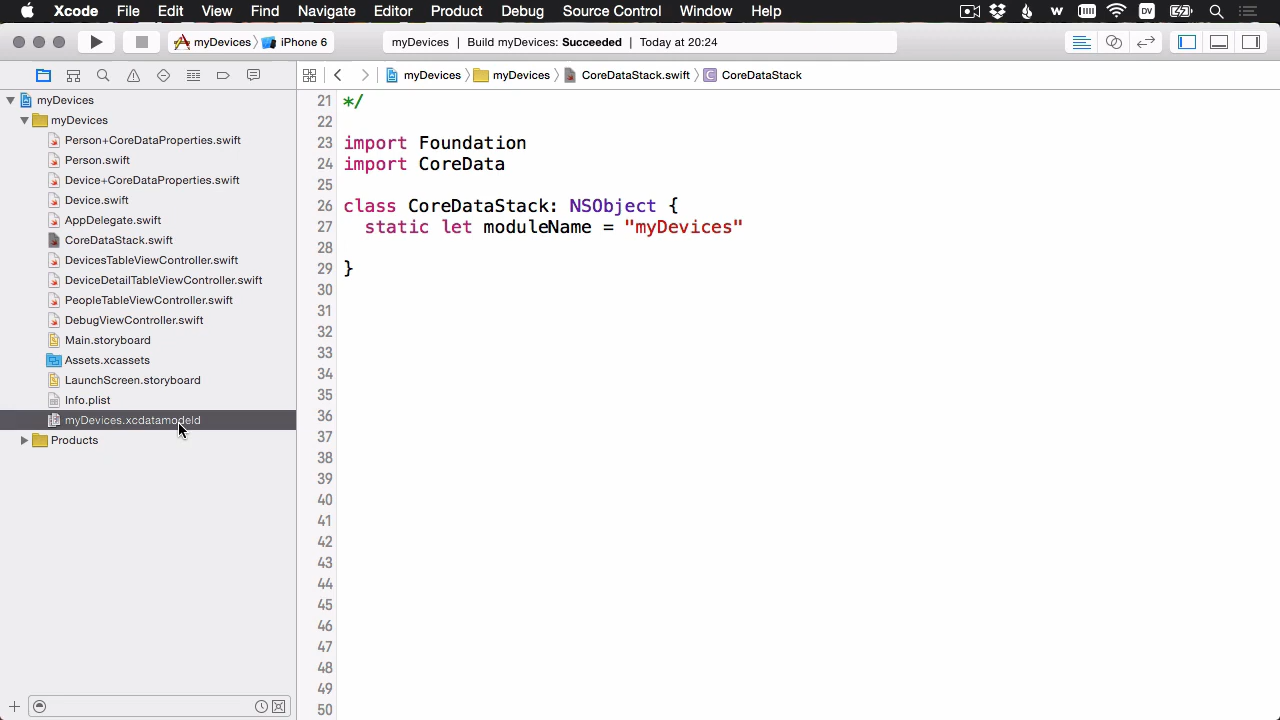 Xcode File Edit View Find Navigate Editor Product Debug Source Control Window Help
myDevices iPhone 6 myDevices | Build myDevices: Succeeded | Today at 20:24
myDevices myDevices CoreDataStack.swift C CoreDataStack
myDevices
myDevices
Person+CoreDataProperties.swift
Person.swift
Device+CoreDataProperties.swift
Device.swift
AppDelegate.swift
CoreDataStack.swift
DevicesTableViewController.swift
DeviceDetailTableViewController.swift
PeopleTableViewController.swift
DebugViewController.swift
Main.storyboard
Assets.xcassets
LaunchScreen.storyboard
Info.plist
myDevices.xcdatamodeld
Products
21 */
22
23 import Foundation
24 import CoreData
25
26 class CoreDataStack: NSObject {
27 static let moduleName = "myDevices"
28
29 }
30
31
32
33
34
35
36
37
38
39
40
41
42
43
44
45
46
47
48
49
50